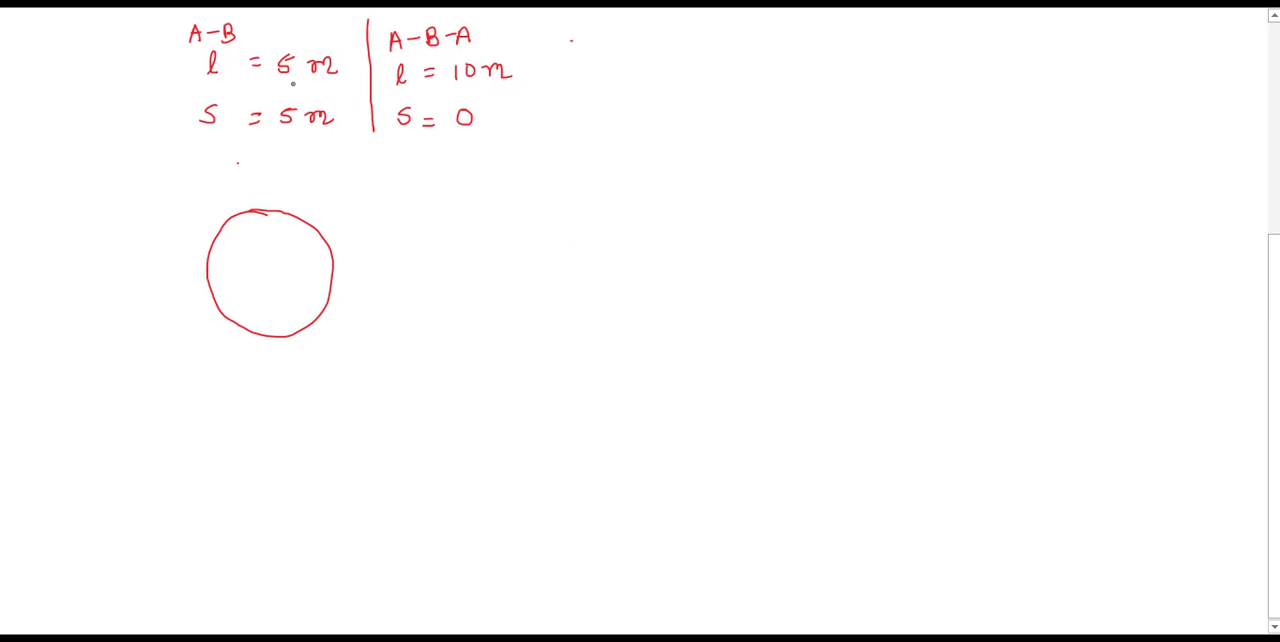 A-B
l = 5 m
S = 5 m
A-B-A
l = 10 m
S = 0